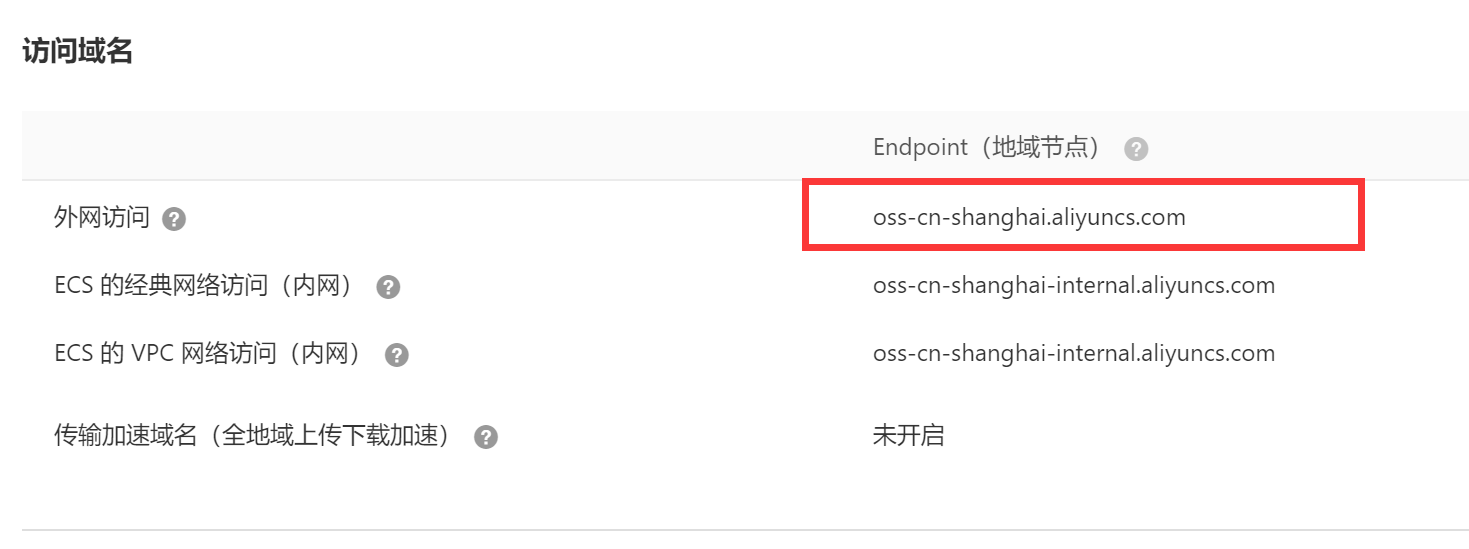 访问域名
Endpoint（地域节点） ?
外网访问 ? oss-cn-shanghai.aliyuncs.com
ECS 的经典网络访问（内网） ? oss-cn-shanghai-internal.aliyuncs.com
ECS 的 VPC 网络访问（内网） ? oss-cn-shanghai-internal.aliyuncs.com
传输加速域名（全地域上传下载加速） ? 未开启